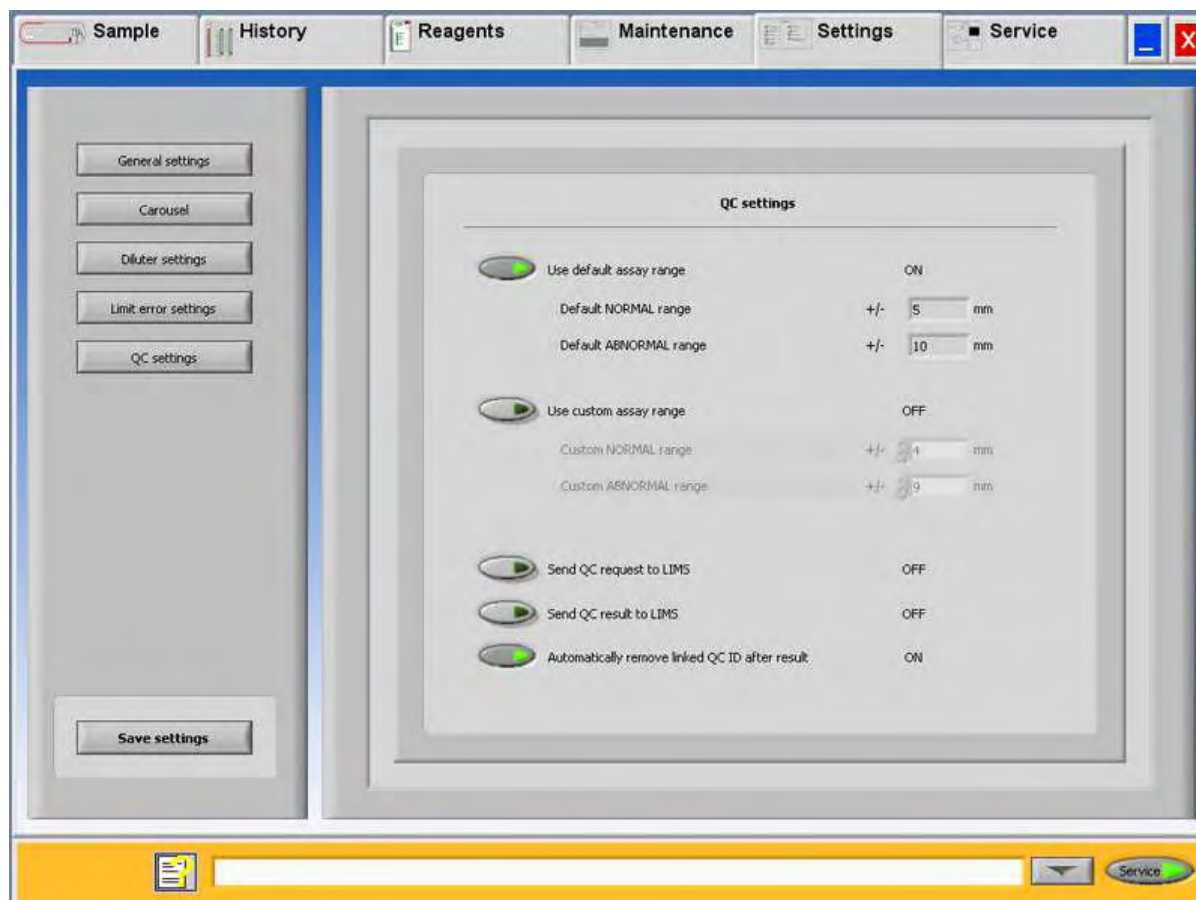 Sample History Reagents Maintenance Settings Service _ X
General settings
Carousel
Diluter settings
Limit error settings
QC settings
Save settings
QC settings
Use default assay range ON
Default NORMAL range +/- 5 mm
Default ABNORMAL range +/- 10 mm
Use custom assay range OFF
Custom NORMAL range +/- 4 mm
Custom ABNORMAL range +/- 9 mm
Send QC request to LIMS OFF
Send QC result to LIMS OFF
Automatically remove linked QC ID after result ON
Service